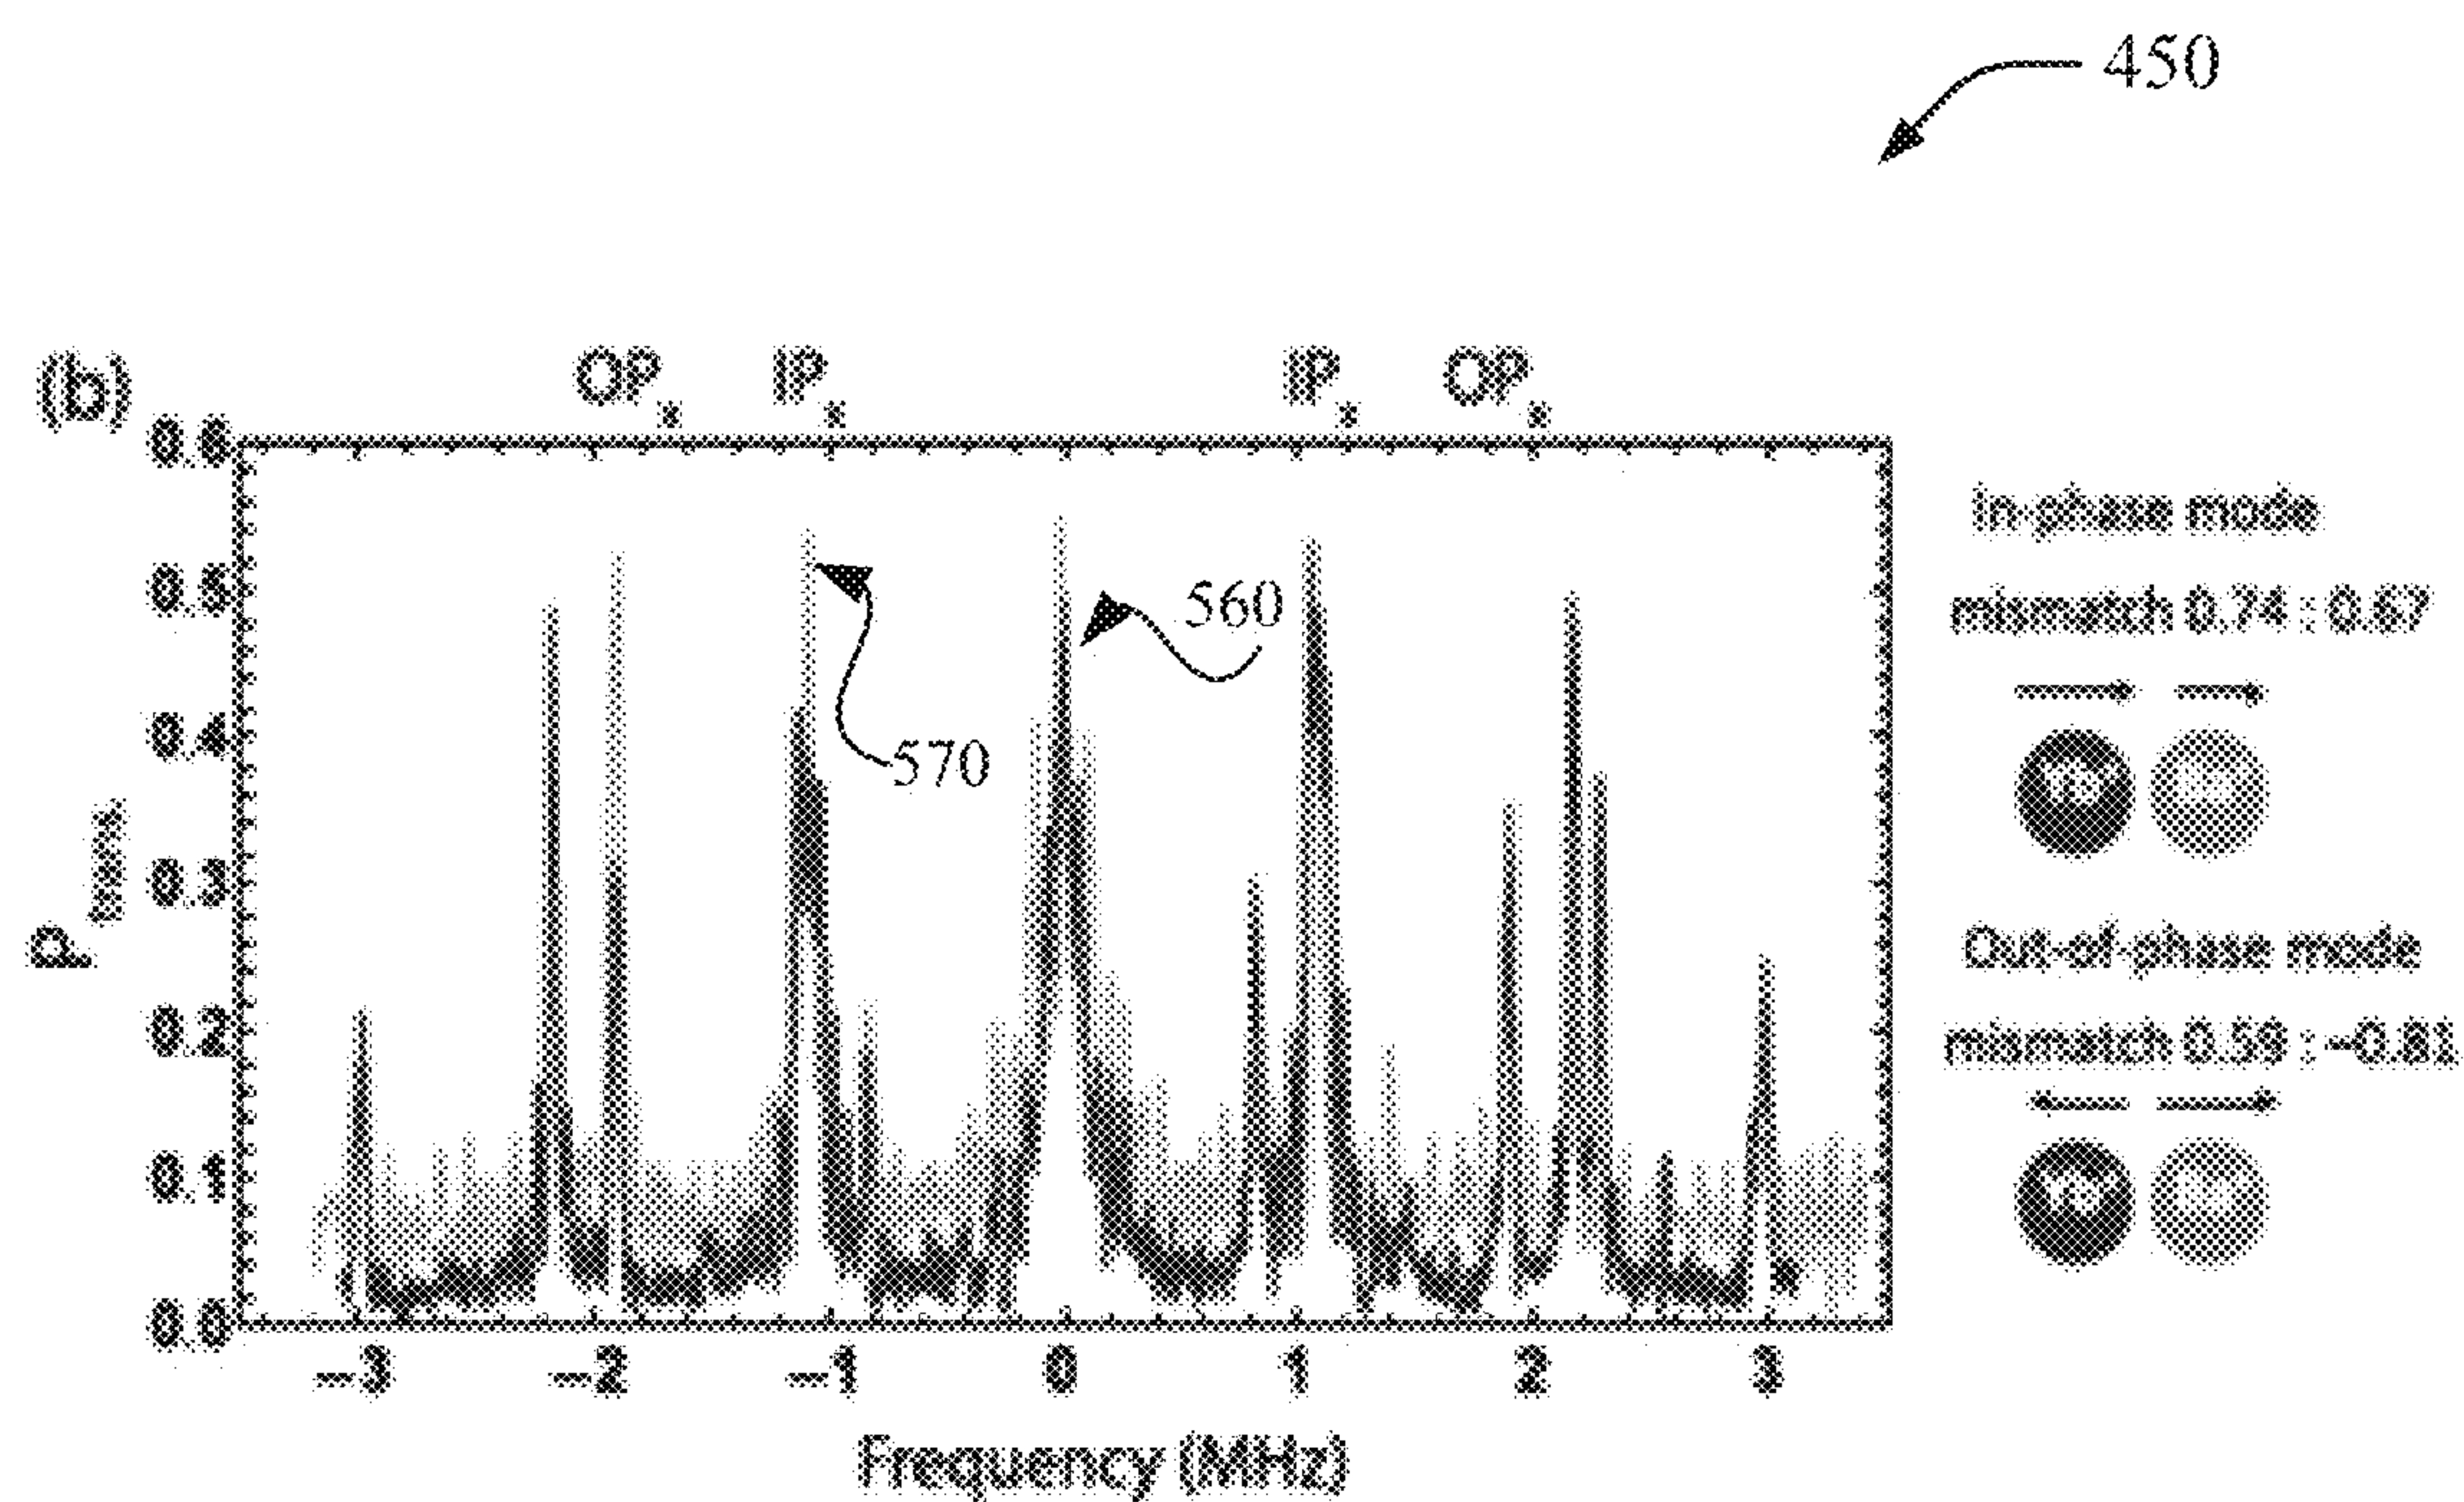 450
(b)
OPx IPx IPx OPx
0.6
0.5
0.4
0.3
0.2
0.1
0.0
560
570
−3 −2 −1 0 1 2 3
Frequency (MHz)
In-phase mode
mismatch 0.74 : 0.67
Out-of-phase mode
mismatch 0.59 : −0.81